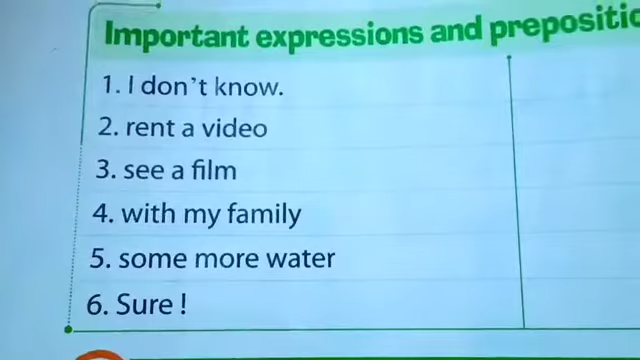 Important expressions and
1. I don't know.
2. rent a video
3. see a film
4. with my family
5. some more water
6. Sure !